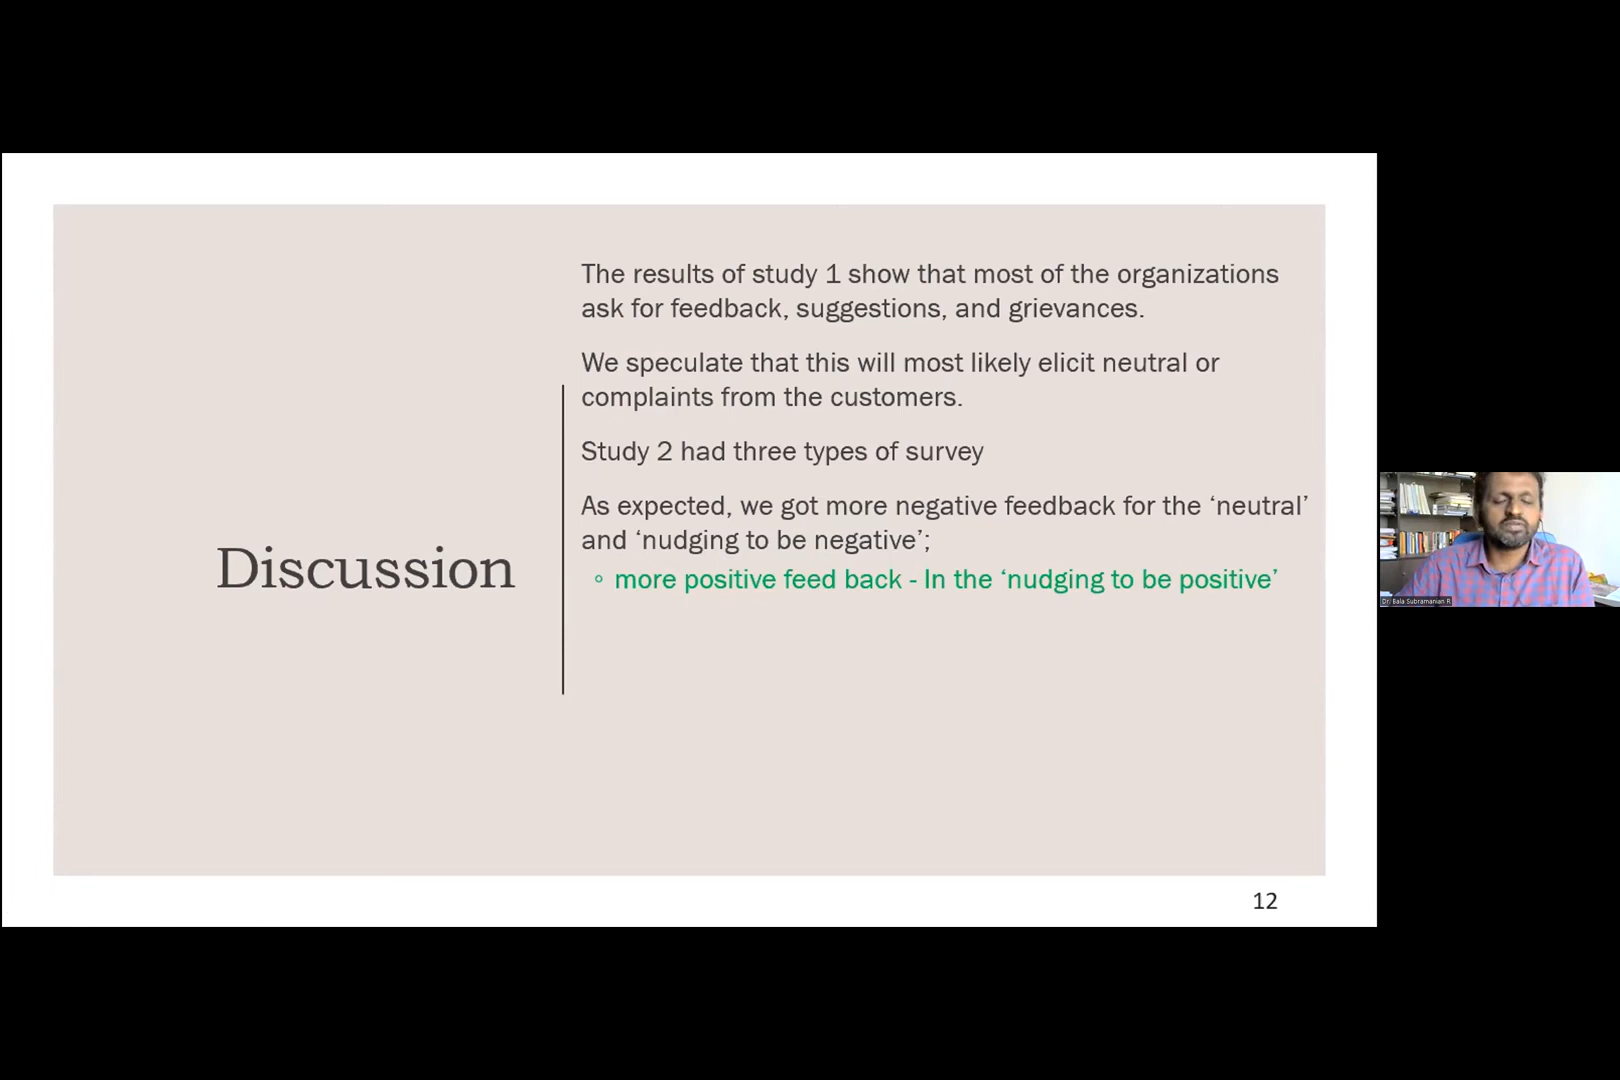 The results of study 1 show that most of the organizations
ask for feedback, suggestions, and grievances.
We speculate that this will most likely elicit neutral or
complaints from the customers.
Study 2 had three types of survey
As expected, we got more negative feedback for the ‘neutral’
and ‘nudging to be negative’;
◦ more positive feed back - In the ‘nudging to be positive’
Discussion
12
Dr. Bala Subramanian R